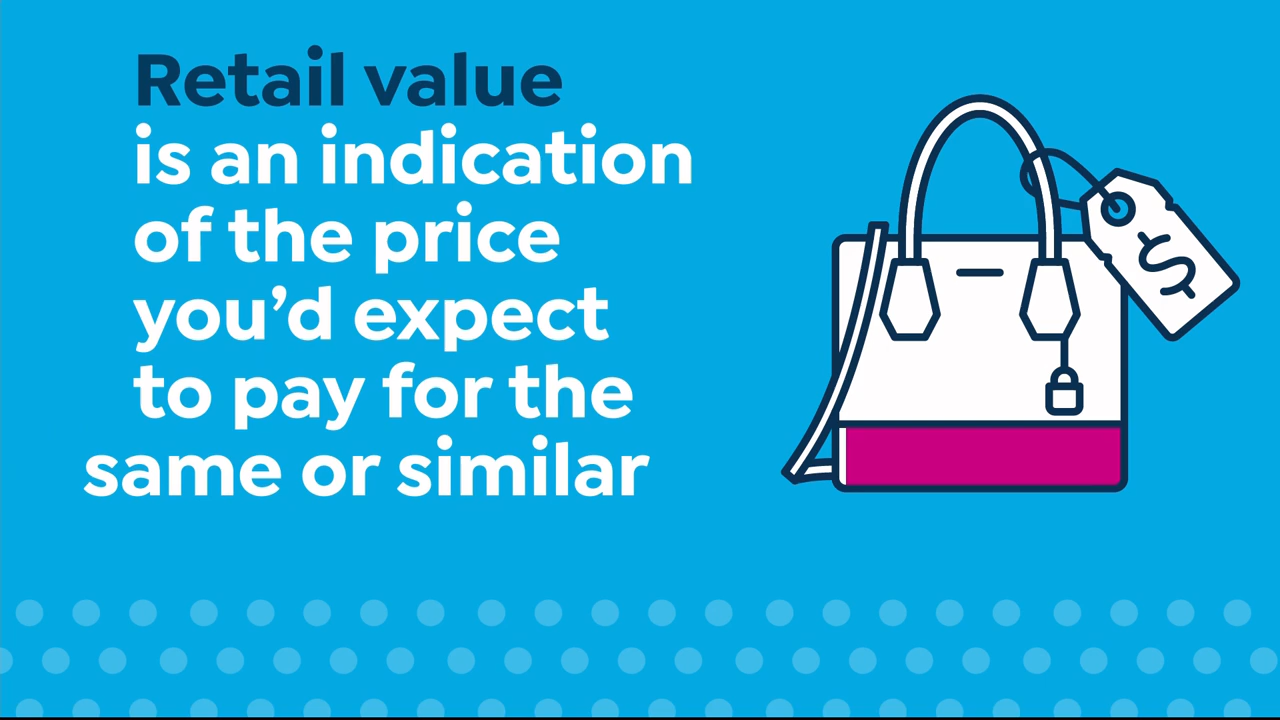 Retail value
is an indication
of the price
you’d expect
to pay for the
same or similar
$